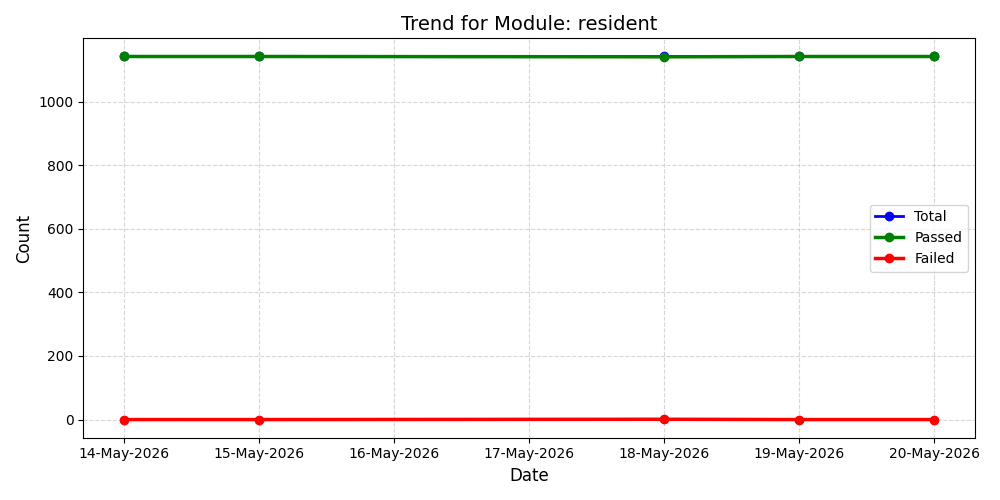 Trend for Module: resident
Count
1000
800
600
400
200
0
Total
Passed
Failed
14-May-2026 15-May-2026 16-May-2026 17-May-2026 18-May-2026 19-May-2026 20-May-2026
Date